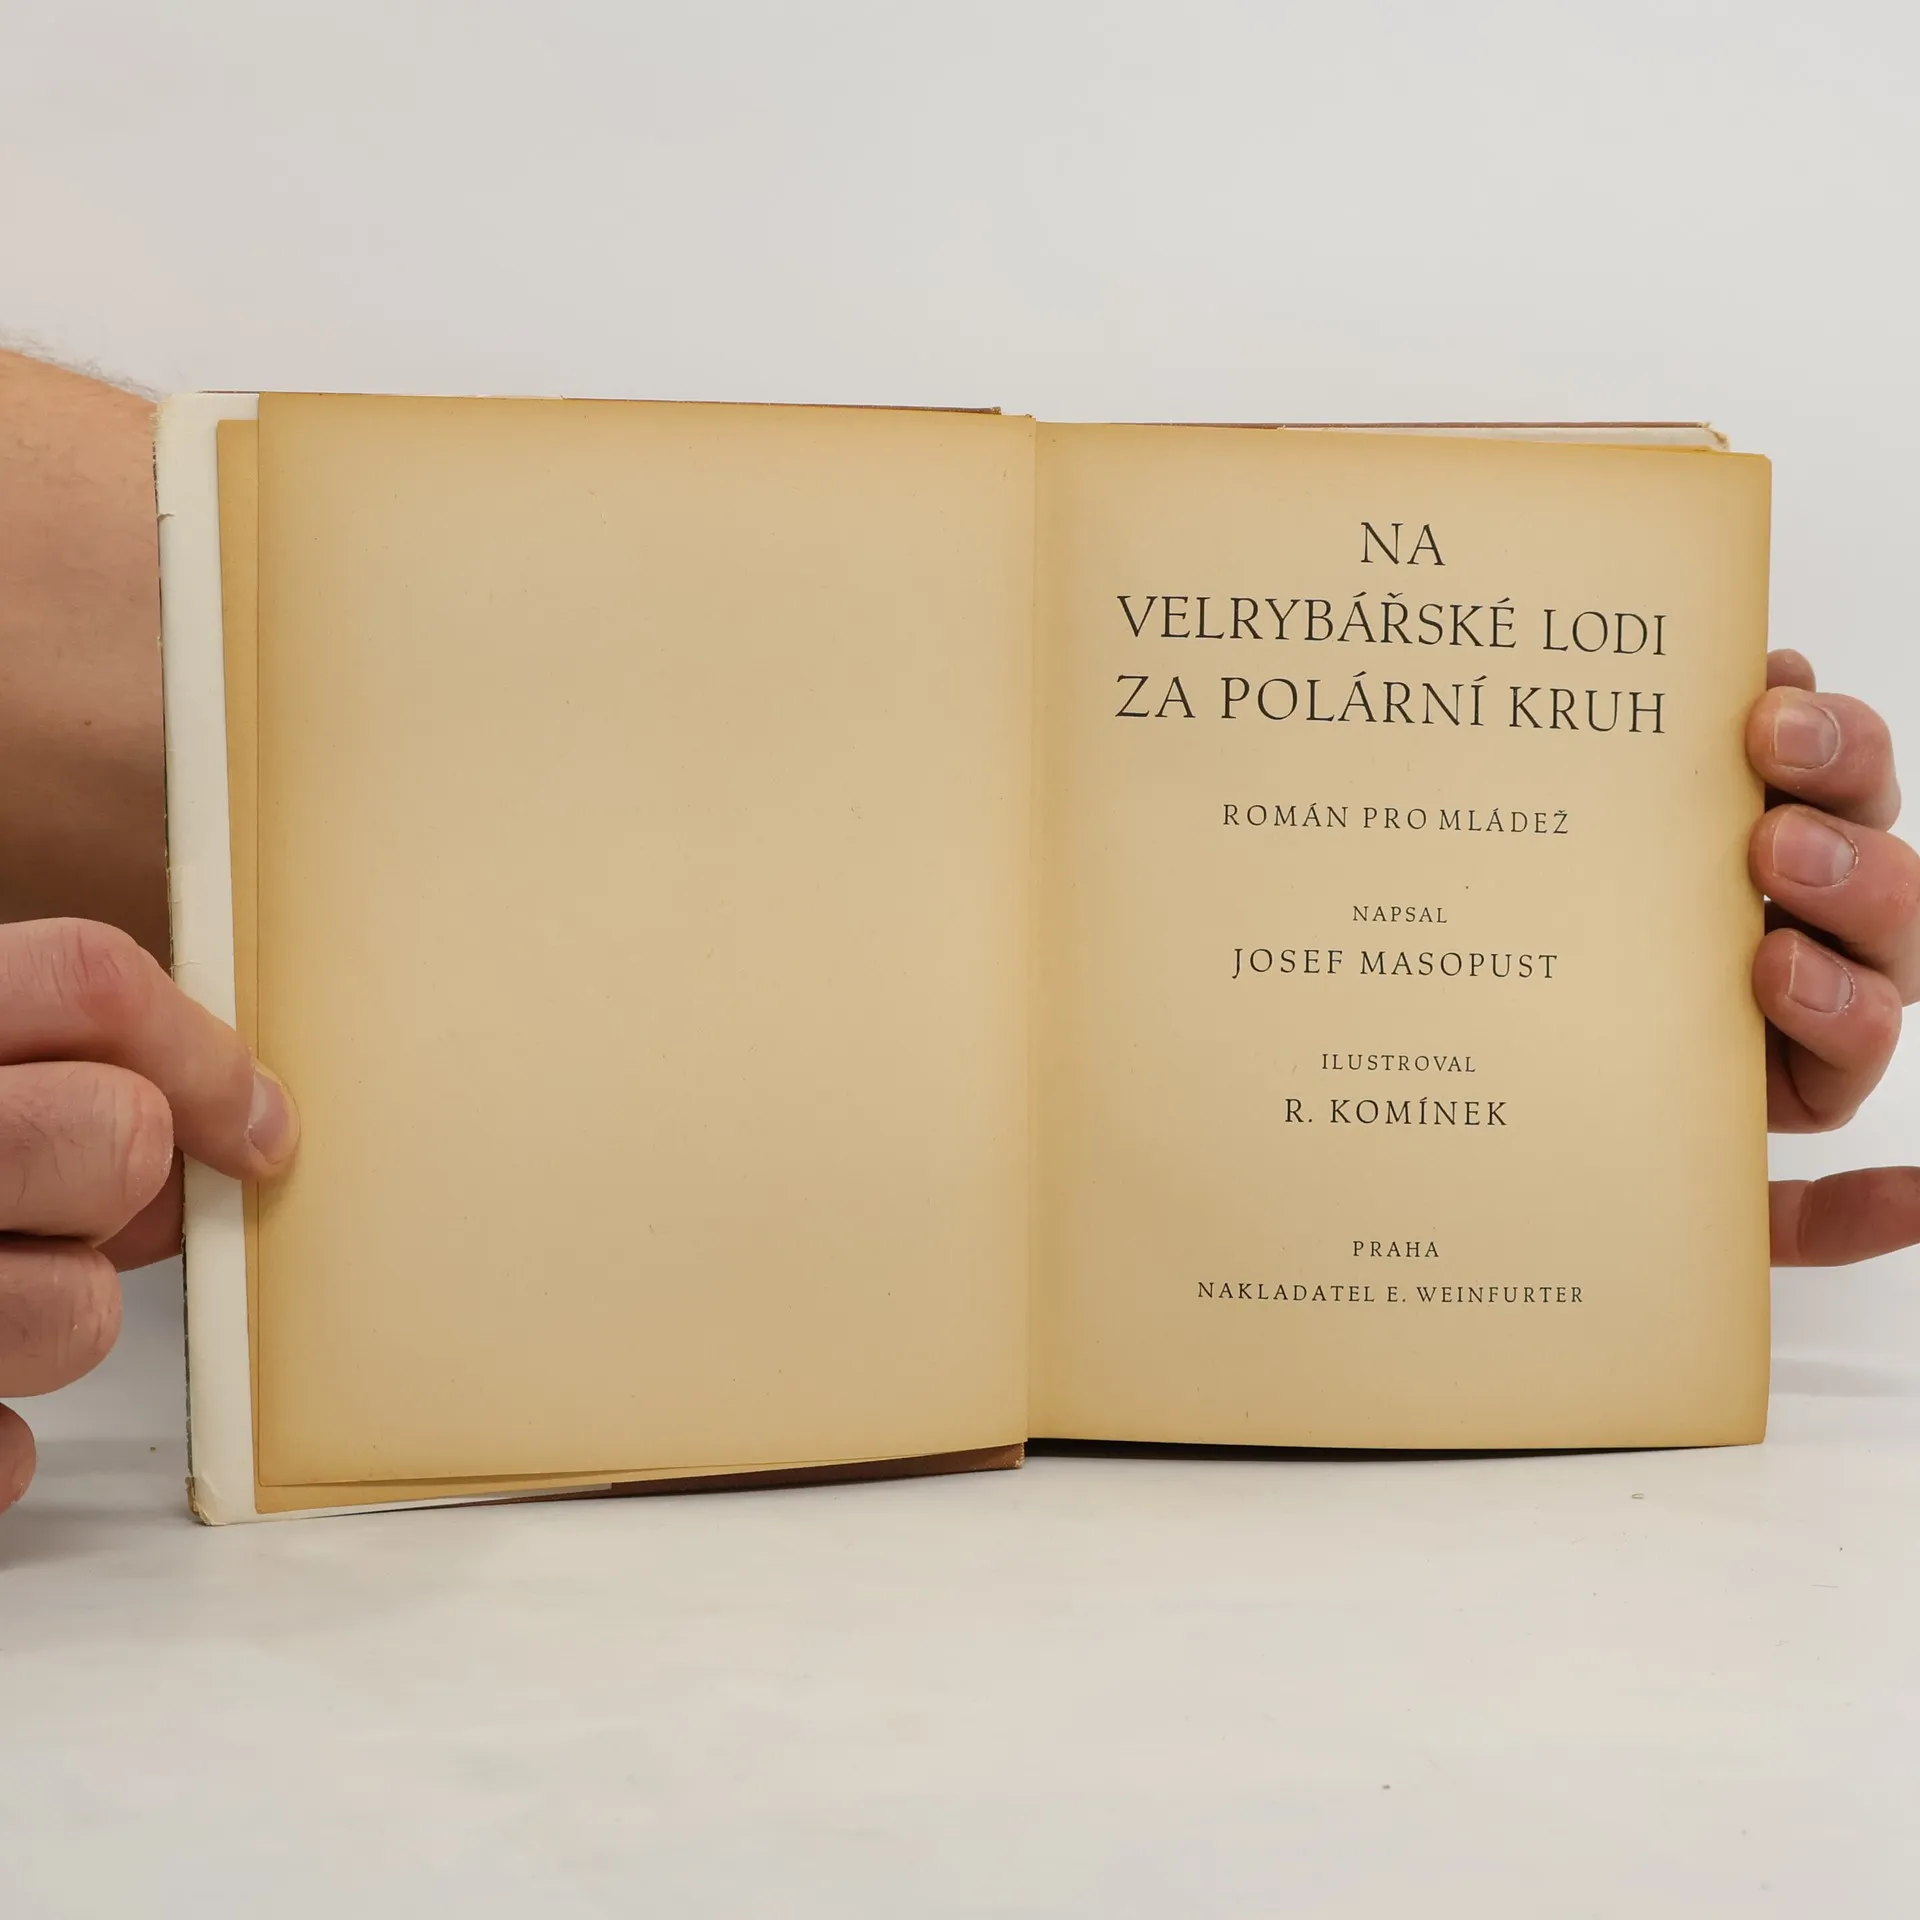 NA
VELRYBÁŘSKÉ LODI
ZA POLÁRNÍ KRUH
ROMÁN PRO MLÁDEŽ
NAPSAL
JOSEF MASOPUST
ILUSTROVAL
R. KOMÍNEK
PRAHA
NAKLADATEL E. WEINFURTER